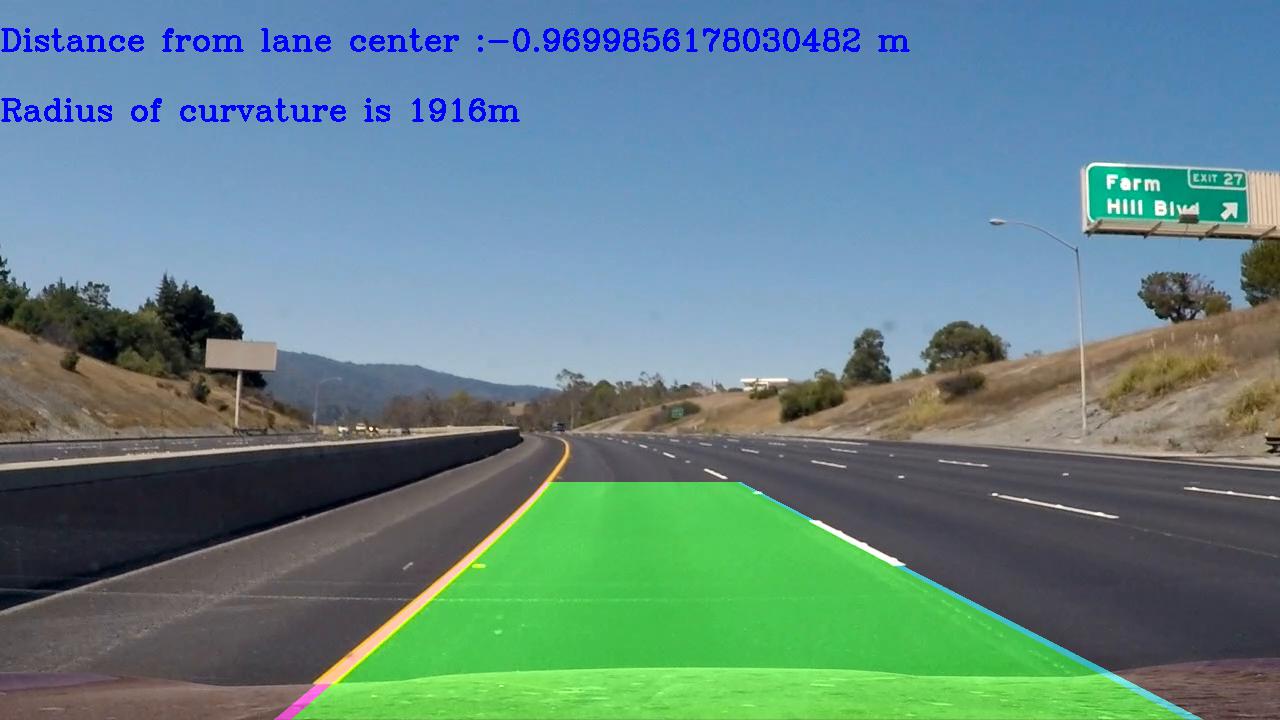 Distance from lane center :-0.9699856178030482 m
Radius of curvature is 1916m
EXIT 27
Farm
Hill Blvd